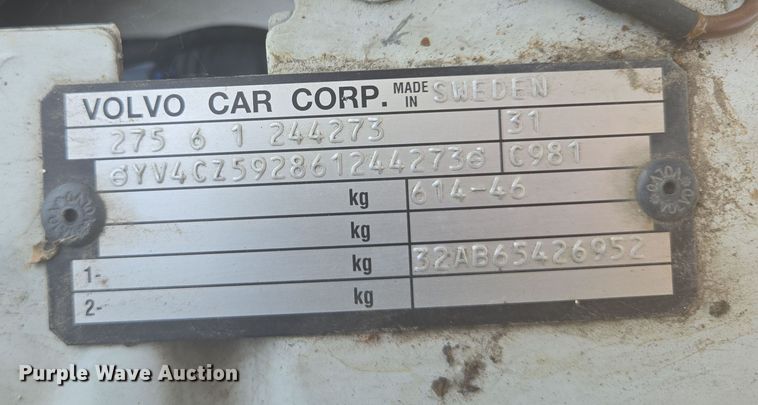 VOLVO CAR CORP. MADE IN SWEDEN
275 6 1 244273 31
YV4CZ592861244273 C981
kg 614-46
kg
1- kg 32AB65426952
2- kg
Purple Wave Auction